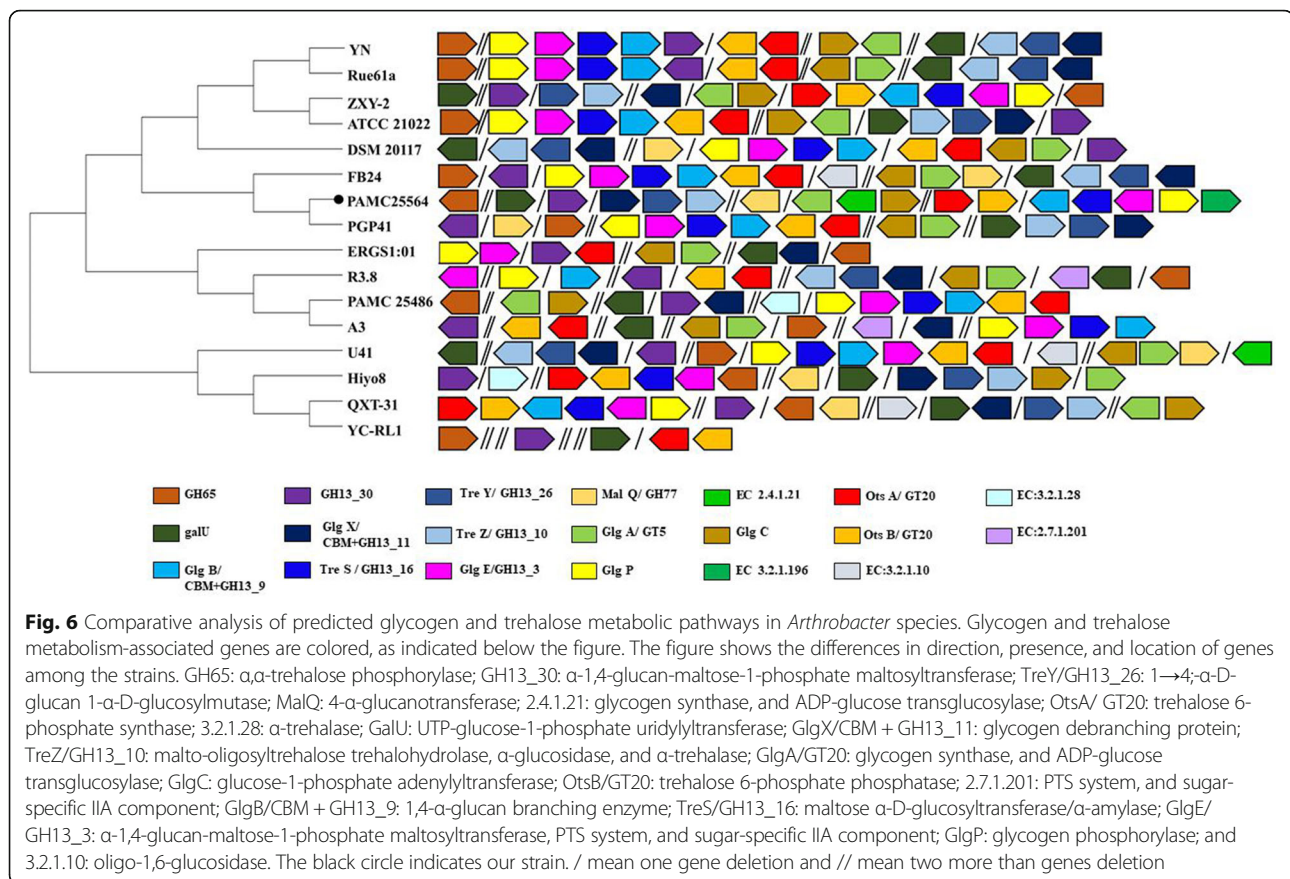 YN
Rue61a
ZXY-2
ATCC 21022
DSM 20117
FB24
PAMC25564
PGP41
ERGS1:01
R3.8
PAMC 25486
A3
U41
Hiyo8
QXT-31
YC-RL1
GH65
GH13_30
Tre Y/ GH13_26
Mal Q/ GH77
EC 2.4.1.21
Ots A/ GT20
EC:3.2.1.28
galU
Glg X/
CBM+GH13_11
Tre Z/ GH13_10
Glg A/ GT5
Glg C
Ots B/ GT20
EC:2.7.1.201
Glg B/
CBM+GH13_9
Tre S / GH13_16
Glg E/GH13_3
Glg P
EC 3.2.1.196
EC:3.2.1.10
Fig. 6 Comparative analysis of predicted glycogen and trehalose metabolic pathways in Arthrobacter species. Glycogen and trehalose
metabolism-associated genes are colored, as indicated below the figure. The figure shows the differences in direction, presence, and location of genes
among the strains. GH65: α,α-trehalose phosphorylase; GH13_30: α-1,4-glucan-maltose-1-phosphate maltosyltransferase; TreY/GH13_26: 1→4;-α-D-
glucan 1-α-D-glucosylmutase; MalQ: 4-α-glucanotransferase; 2.4.1.21: glycogen synthase, and ADP-glucose transglucosylase; OtsA/ GT20: trehalose 6-
phosphate synthase; 3.2.1.28: α-trehalase; GalU: UTP-glucose-1-phosphate uridylyltransferase; GlgX/CBM + GH13_11: glycogen debranching protein;
TreZ/GH13_10: malto-oligosyltrehalose trehalohydrolase, α-glucosidase, and α-trehalase; GlgA/GT20: glycogen synthase, and ADP-glucose
transglucosylase; GlgC: glucose-1-phosphate adenylyltransferase; OtsB/GT20: trehalose 6-phosphate phosphatase; 2.7.1.201: PTS system, and sugar-
specific IIA component; GlgB/CBM + GH13_9: 1,4-α-glucan branching enzyme; TreS/GH13_16: maltose α-D-glucosyltransferase/α-amylase; GlgE/
GH13_3: α-1,4-glucan-maltose-1-phosphate maltosyltransferase, PTS system, and sugar-specific IIA component; GlgP: glycogen phosphorylase; and
3.2.1.10: oligo-1,6-glucosidase. The black circle indicates our strain. / mean one gene deletion and // mean two more than genes deletion